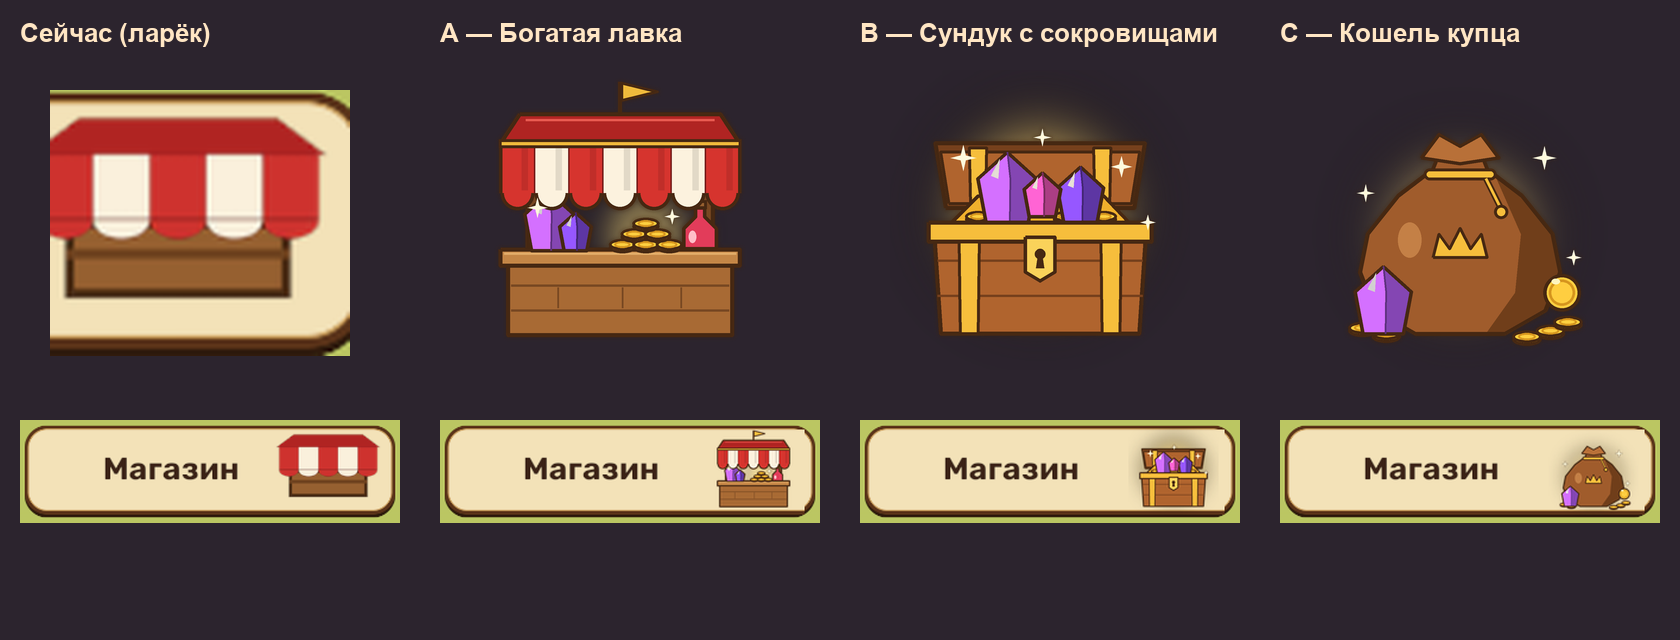 Сейчас (ларёк)
A — Богатая лавка
B — Сундук с сокровищами
C — Кошель купца
Магазин
Магазин
Магазин
Магазин